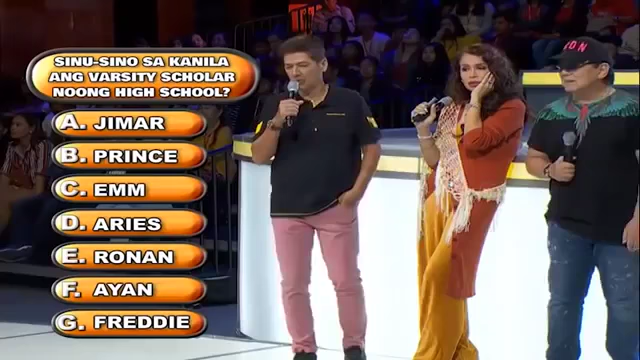 SINU-SINO SA KANILA
ANG VARSITY SCHOLAR
NOONG HIGH SCHOOL?
A. JIMAR
B. PRINCE
C. EMM
D. ARIES
E. RONAN
F. AYAN
G. FREDDIE